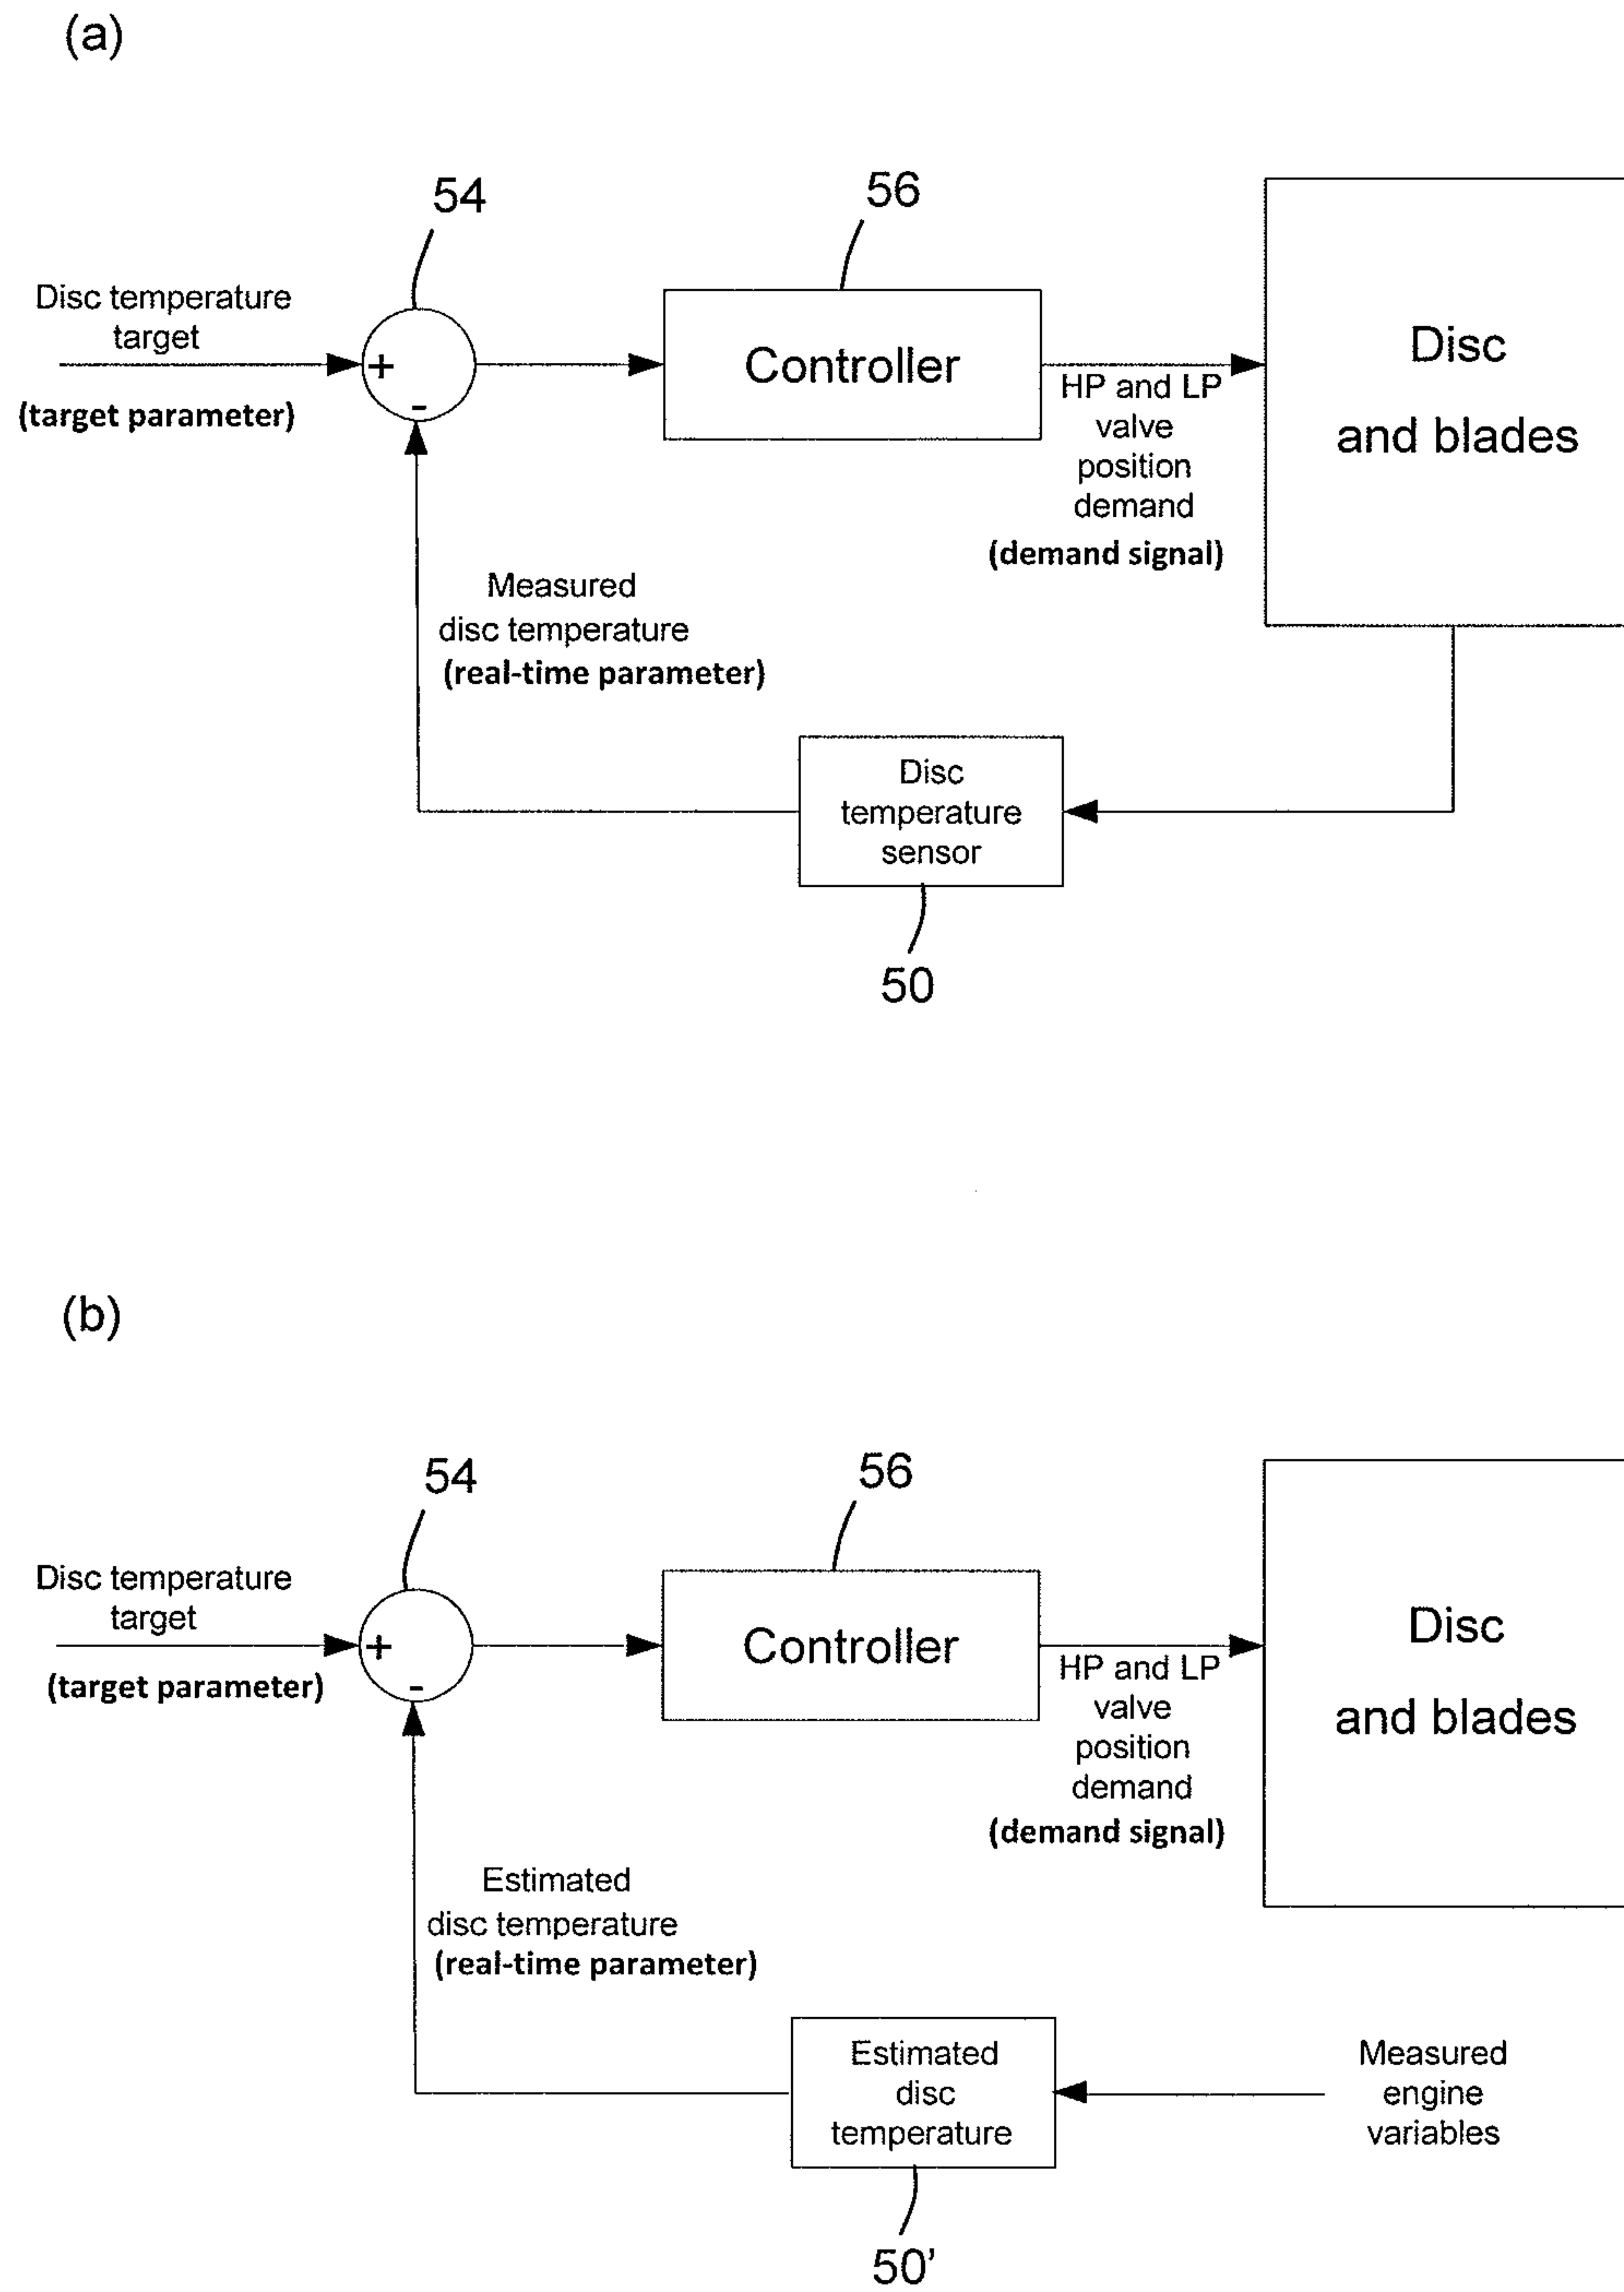 (a)
54
56
Disc temperature
target
(target parameter)
+
-
Controller
HP and LP
valve
position
demand
(demand signal)
Disc
and blades
Measured
disc temperature
(real-time parameter)
Disc
temperature
sensor
50
(b)
54
56
Disc temperature
target
(target parameter)
+
-
Controller
HP and LP
valve
position
demand
(demand signal)
Disc
and blades
Estimated
disc temperature
(real-time parameter)
Estimated
disc
temperature
Measured
engine
variables
50'